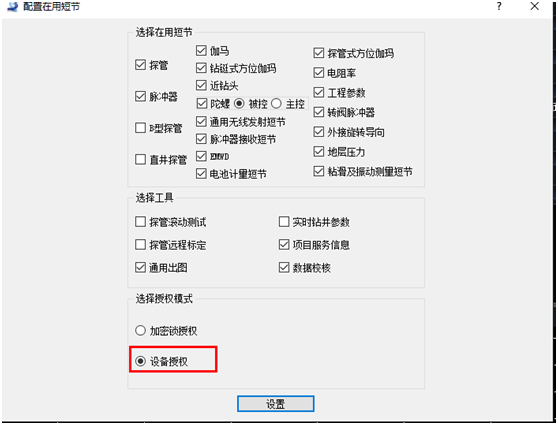 配置在用短节
选择在用短节
探管
脉冲器
B型探管
直井探管
伽马
钻铤式方位伽玛
近钻头
陀螺 被控 主控
通用无线发射短节
脉冲器接收短节
EMWD
电池计量短节
探管式方位伽玛
电阻率
工程参数
转阀脉冲器
外接旋转导向
地层压力
粘滑及振动测量短节
选择工具
探管滚动测试
实时钻井参数
探管远程标定
项目服务信息
通用出图
数据校核
选择授权模式
加密锁授权
设备授权
设置